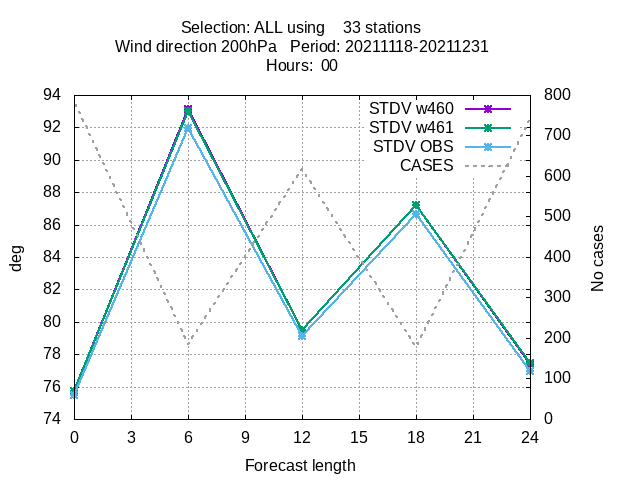 Selection: ALL using    33 stations
Wind direction 200hPa   Period: 20211118-20211231
Hours:  00
STDV w460
STDV w461
STDV OBS
CASES
94
92
90
88
86
84
82
80
78
76
74
800
700
600
500
400
300
200
100
0
deg
No cases
0 3 6 9 12 15 18 21 24
Forecast length